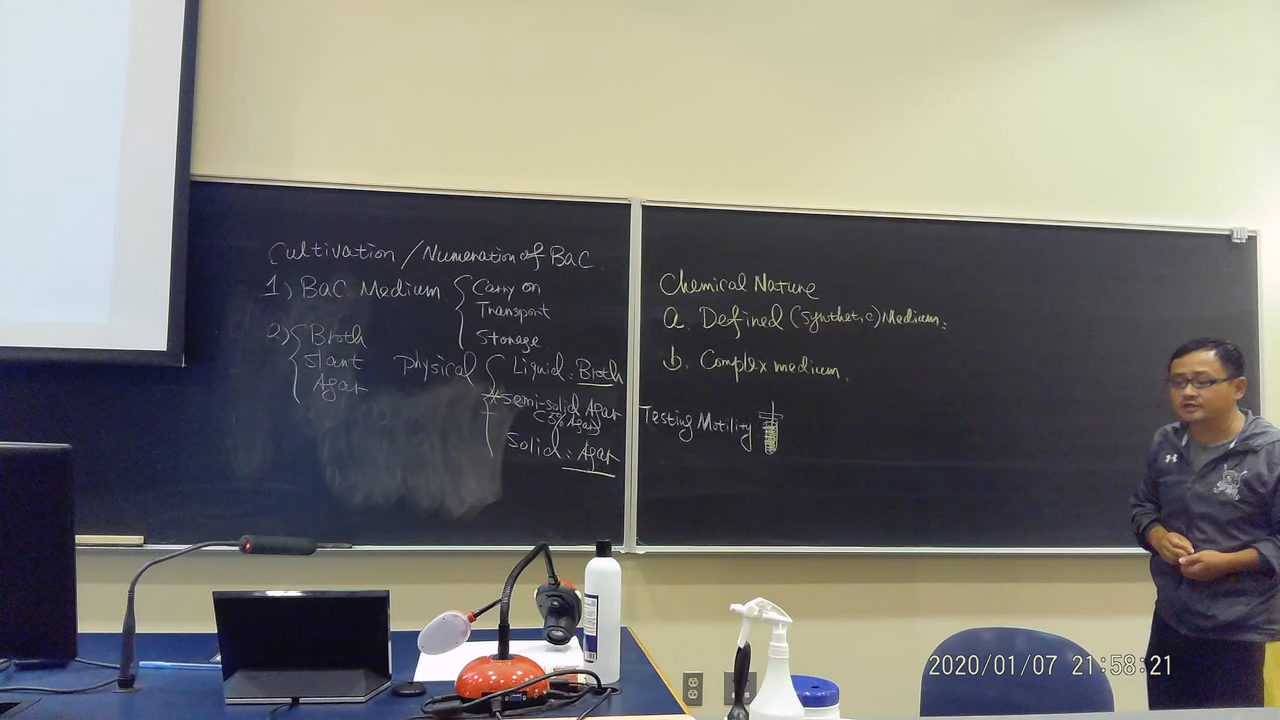 Cultivation / Numeration of Bac.
1) Bac. Medium
Carry on
Transport
Storage
2) Broth
Slant
Agar
Physical
Liquid : Broth
Semi-solid Agar
(<5% Agar)
Solid : Agar
Chemical Nature
a. Defined (Synthetic) Medium.
b. Complex medium.
Testing Motility
2020/01/07 21:58:21